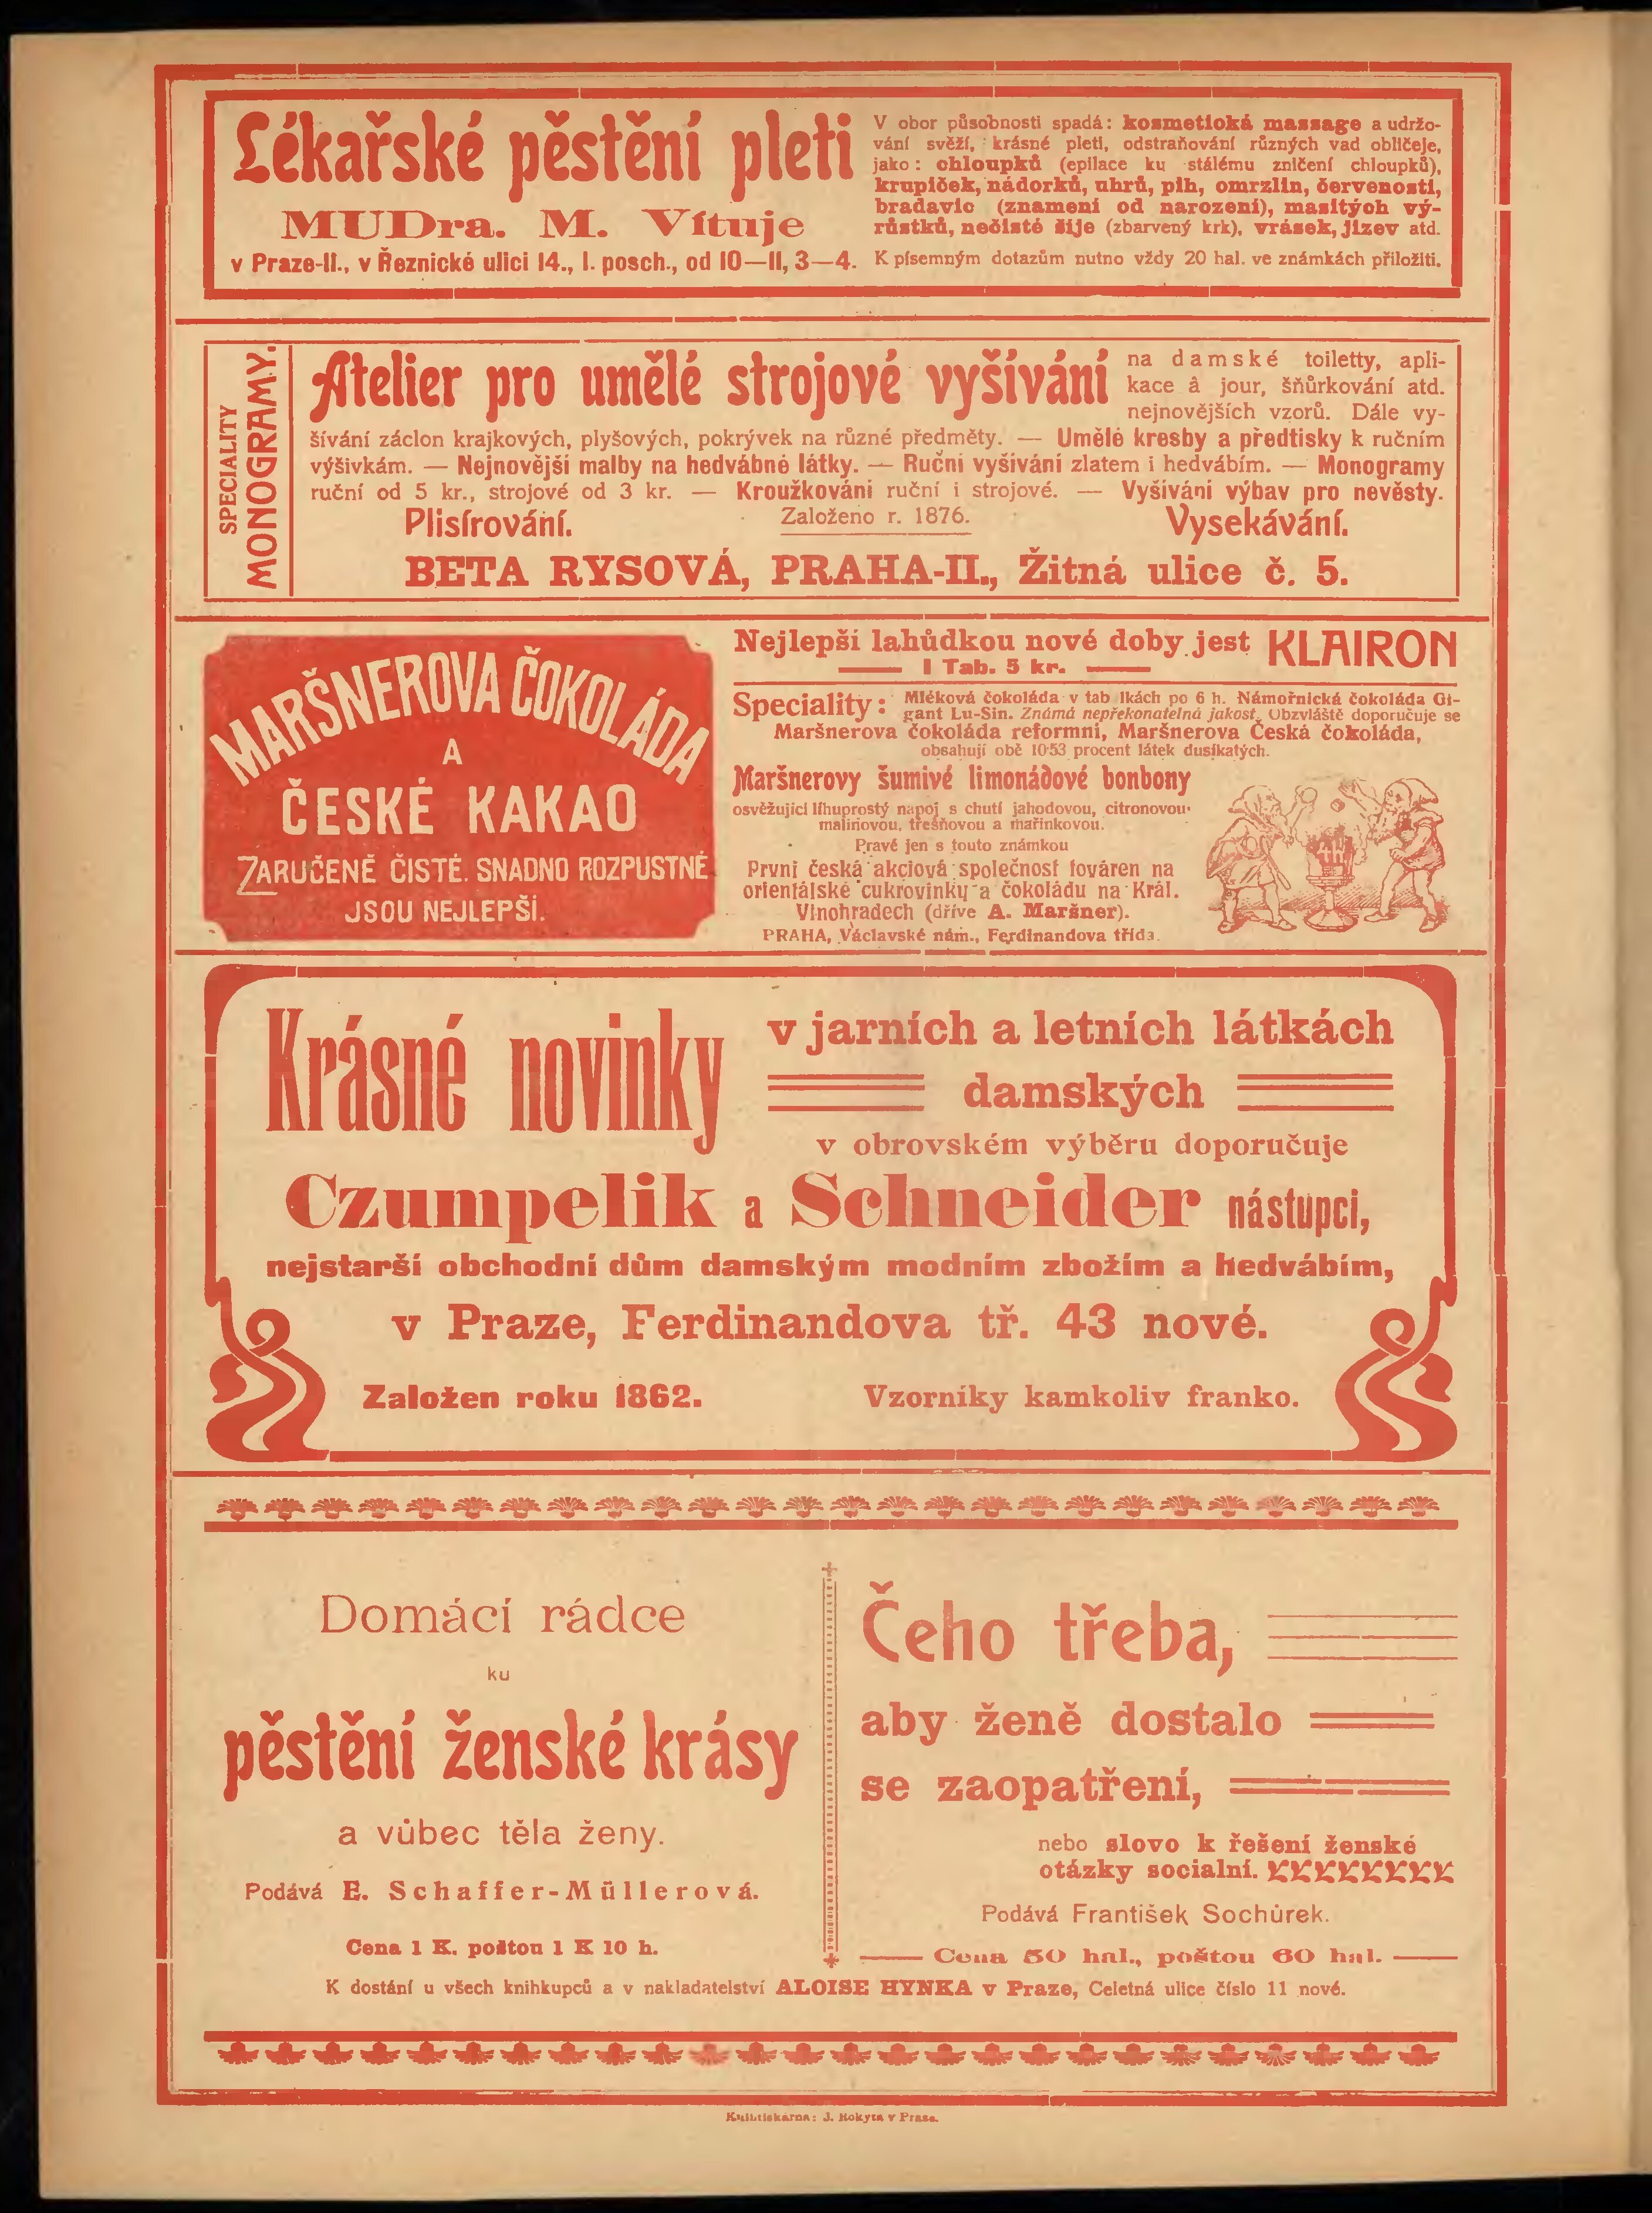 Lékařské pěstění pleti
MUDra. M. Vítuje
v Praze-II., v Řeznické ulici 14., I. posch., od 10—11, 3—4.
V obor působnosti spadá: kosmetická massage a udržo-
vání svěží, krásné pleti, odstraňování různých vad obličeje,
jako: chloupků (epilace ku stálému zničení chloupků),
krupiček, nádorků, uhrů, pih, omrzlin, červenosti,
bradavic (znamení od narození), masitých vý-
růstků, nečisté šije (zbarvený krk), vrásek, jizev atd.
K písemným dotazům nutno vždy 20 hal. ve známkách přiložiti.
SPECIALITY
MONOGRAMY.
Atelier pro umělé strojové vyšívání
na damské toiletty, apli-
kace à jour, šňůrkování atd.
nejnovějších vzorů. Dále vy-
šívání záclon krajkových, plyšových, pokrývek na různé předměty. — Umělé kresby a předtisky k ručním
výšivkám. — Nejnovější malby na hedvábné látky. — Ruční vyšívání zlatem i hedvábím. — Monogramy
ruční od 5 kr., strojové od 3 kr. — Kroužkování ruční i strojové. — Vyšívání výbav pro nevěsty.
Plisírování. Založeno r. 1876. Vysekávání.
BETA RYSOVÁ, PRAHA-II., Žitná ulice č. 5.
MARŠNEROVA ČOKOLÁDA
A
ČESKÉ KAKAO
ZARUČENĚ ČISTÉ. SNADNO ROZPUSTNÉ
JSOU NEJLEPŠÍ.
Nejlepší lahůdkou nové doby jest KLAIRON
1 Tab. 5 kr.
Speciality: Mléková čokoláda v tab lkách po 6 h. Námořnická čokoláda Gi-
gant Lu-Sin. Známá nepřekonatelná jakost. Obzvláště doporučuje se
Maršnerova čokoláda reformní, Maršnerova Česká čokoláda,
obsahují obě 10·53 procent látek dusíkatých.
Maršnerovy šumivé limonádové bonbony
osvěžující líhuprostý nápoj s chutí jahodovou, citronovou
malinovou, třešňovou a mařinkovou.
Pravé jen s touto známkou
První česká akciová společnost továren na
orientálské cukrovinky a čokoládu na Král.
Vinohradech (dříve A. Maršner).
PRAHA, Václavské nám., Ferdinandova třída.
Krásné novinky
v jarních a letních látkách
damských
v obrovském výběru doporučuje
Czumpelik a Schneider nástupci,
nejstarší obchodní dům damským modním zbožím a hedvábím,
v Praze, Ferdinandova tř. 43 nové.
Založen roku 1862. Vzorníky kamkoliv franko.
Domácí rádce
ku
pěstění ženské krásy
a vůbec těla ženy.
Podává E. Schaffer-Müllerová.
Cena 1 K. poštou 1 K 10 h.
Čeho třeba,
aby ženě dostalo
se zaopatření,
nebo slovo k řešení ženské
otázky socialní.
Podává František Sochůrek.
Cena 50 hal., poštou 60 hal.
K dostání u všech knihkupců a v nakladatelství ALOISE HYNKA v Praze, Celetná ulice číslo 11 nové.
Knihtiskárna: J. Rokyta v Praze.